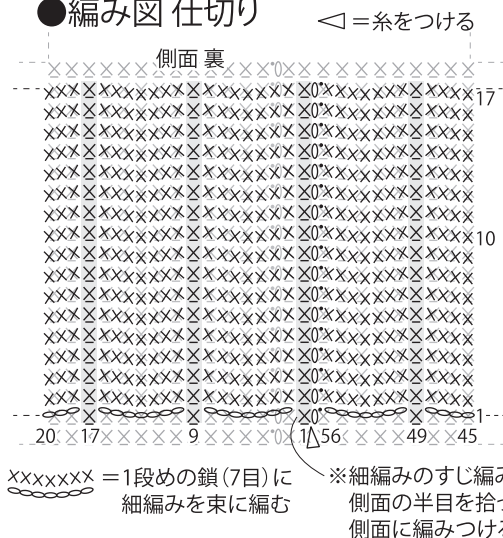 ●編み図 仕切り
◁＝糸をつける
側面 裏
17
10
1
20 17 9 1 56 49 45
＝1段めの鎖（7目）に
細編みを束に編む
※細編みのすじ編み
側面の半目を拾っ
側面に編みつける